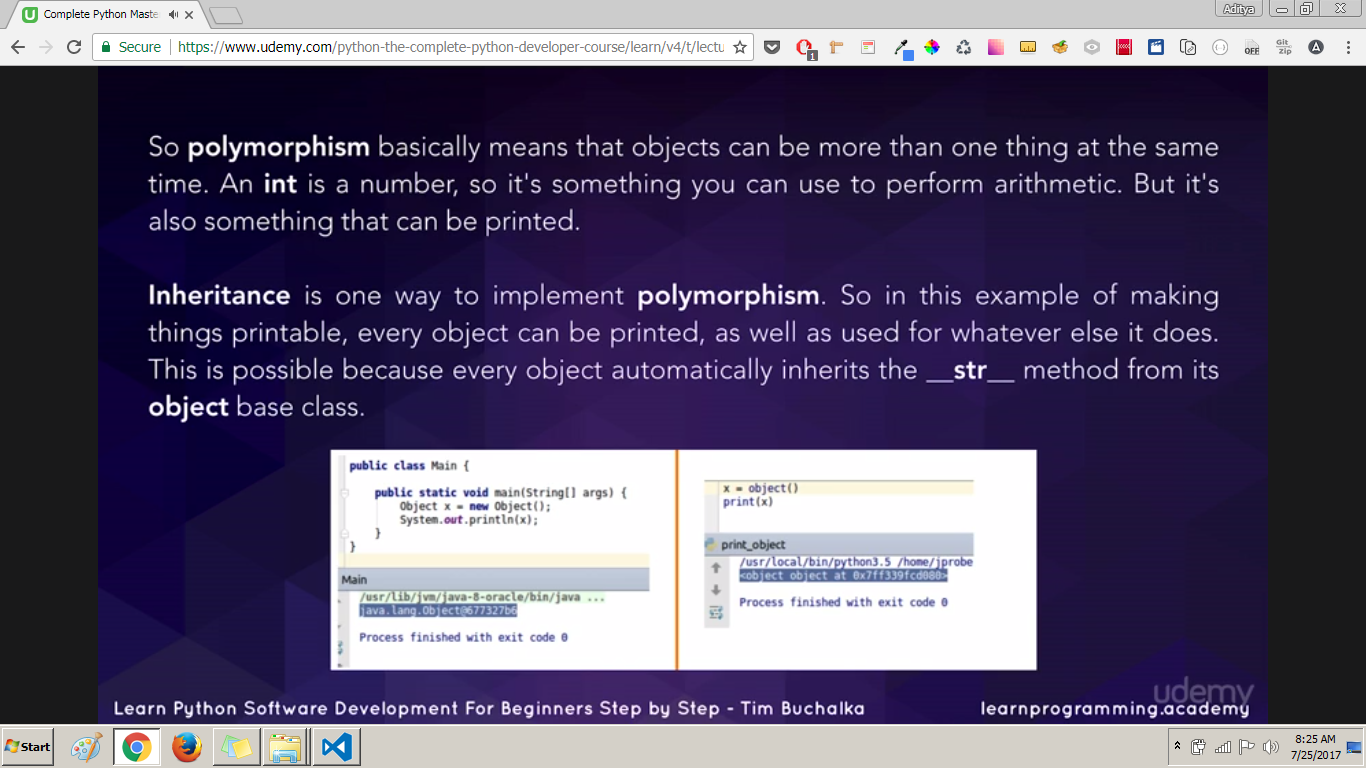 Complete Python Maste
Aditya
Secure
https://www.udemy.com/python-the-complete-python-developer-course/learn/v4/t/lectu
1
OFF
Git
Zip
A
So polymorphism basically means that objects can be more than one thing at the same
time. An int is a number, so it's something you can use to perform arithmetic. But it's
also something that can be printed.
Inheritance is one way to implement polymorphism. So in this example of making
things printable, every object can be printed, as well as used for whatever else it does.
This is possible because every object automatically inherits the __str__ method from its
object base class.
public class Main {
public static void main(String[] args) {
Object x = new Object();
System.out.println(x);
}
}
Main
/usr/lib/jvm/java-8-oracle/bin/java ...
java.lang.Object@677327b6
Process finished with exit code 0
x = object()
print(x)
print_object
/usr/local/bin/python3.5 /home/jprobe
<object object at 0x7ff339fcd080>
Process finished with exit code 0
udemy
Learn Python Software Development For Beginners Step by Step - Tim Buchalka
learnprogramming.academy
Start
8:25 AM
7/25/2017